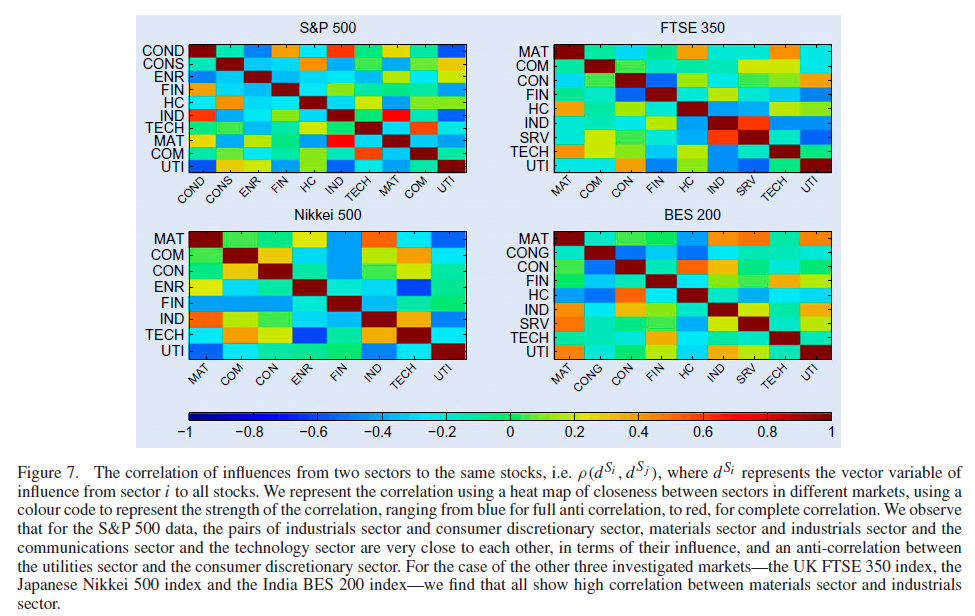 S&P 500
COND
CONS
ENR
FIN
HC
IND
TECH
MAT
COM
UTI
COND CONS ENR FIN HC IND TECH MAT COM UTI
FTSE 350
MAT
COM
CON
FIN
HC
IND
SRV
TECH
UTI
MAT COM CON FIN HC IND SRV TECH UTI
Nikkei 500
MAT
COM
CON
ENR
FIN
IND
TECH
UTI
MAT COM CON ENR FIN IND TECH UTI
BES 200
MAT
CONG
CON
FIN
HC
IND
SRV
TECH
UTI
MAT CONG CON FIN HC IND SRV TECH UTI
−1 −0.8 −0.6 −0.4 −0.2 0 0.2 0.4 0.6 0.8 1
Figure 7. The correlation of influences from two sectors to the same stocks, i.e. ρ(d^{S_i}, d^{S_j}), where d^{S_i} represents the vector variable of
influence from sector i to all stocks. We represent the correlation using a heat map of closeness between sectors in different markets, using a
colour code to represent the strength of the correlation, ranging from blue for full anti correlation, to red, for complete correlation. We observe
that for the S&P 500 data, the pairs of industrials sector and consumer discretionary sector, materials sector and industrials sector and the
communications sector and the technology sector are very close to each other, in terms of their influence, and an anti-correlation between
the utilities sector and the consumer discretionary sector. For the case of the other three investigated markets—the UK FTSE 350 index, the
Japanese Nikkei 500 index and the India BES 200 index—we find that all show high correlation between materials sector and industrials
sector.